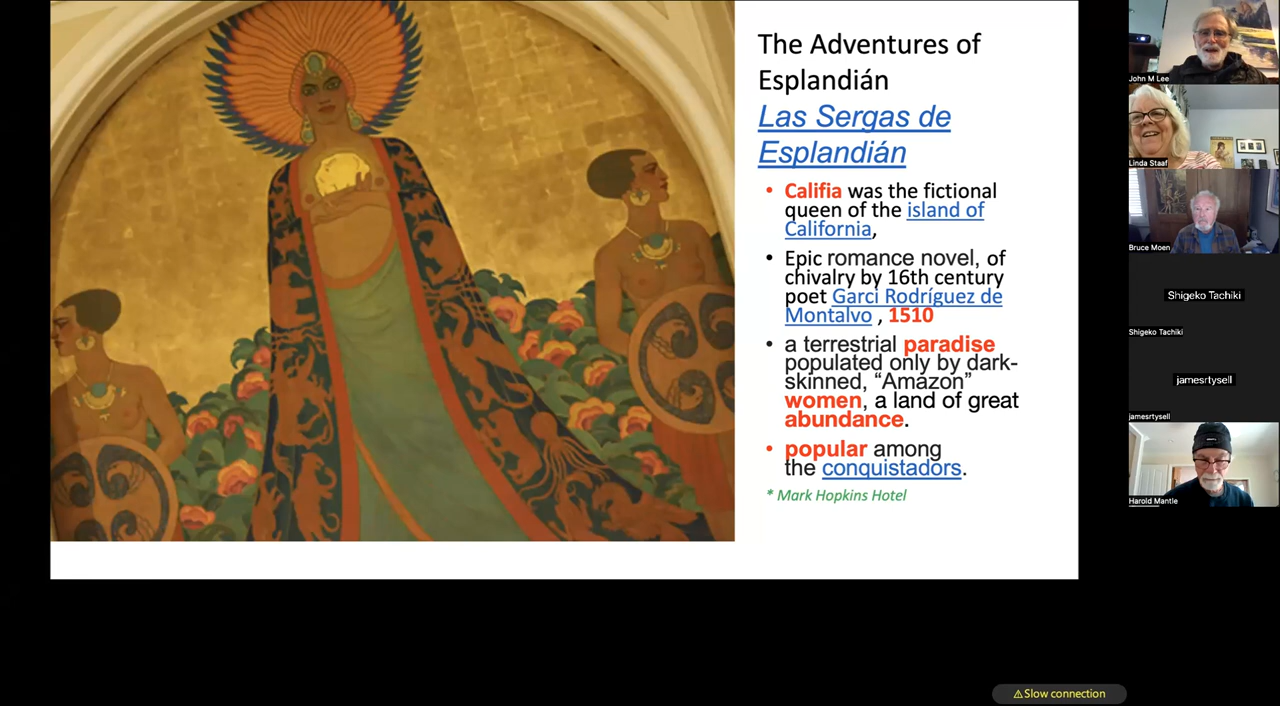 The Adventures of
Esplandián
Las Sergas de
Esplandián
• Califia was the fictional
queen of the island of
California,
• Epic romance novel, of
chivalry by 16th century
poet Garci Rodríguez de
Montalvo , 1510
• a terrestrial paradise
populated only by dark-
skinned, “Amazon”
women, a land of great
abundance.
• popular among
the conquistadors.
* Mark Hopkins Hotel
John M Lee
Linda Staaf
Bruce Moen
Shigeko Tachiki
Shigeko Tachiki
jamesrtysell
jamesrtysell
Harold Mantle
⚠Slow connection